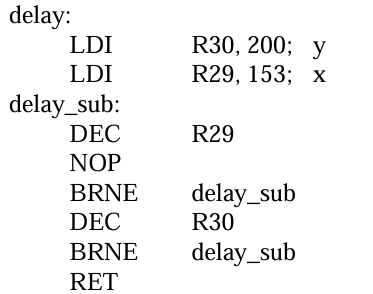 delay:
LDI R30, 200; y
LDI R29, 153; x
delay_sub:
DEC R29
NOP
BRNE delay_sub
DEC R30
BRNE delay_sub
RET